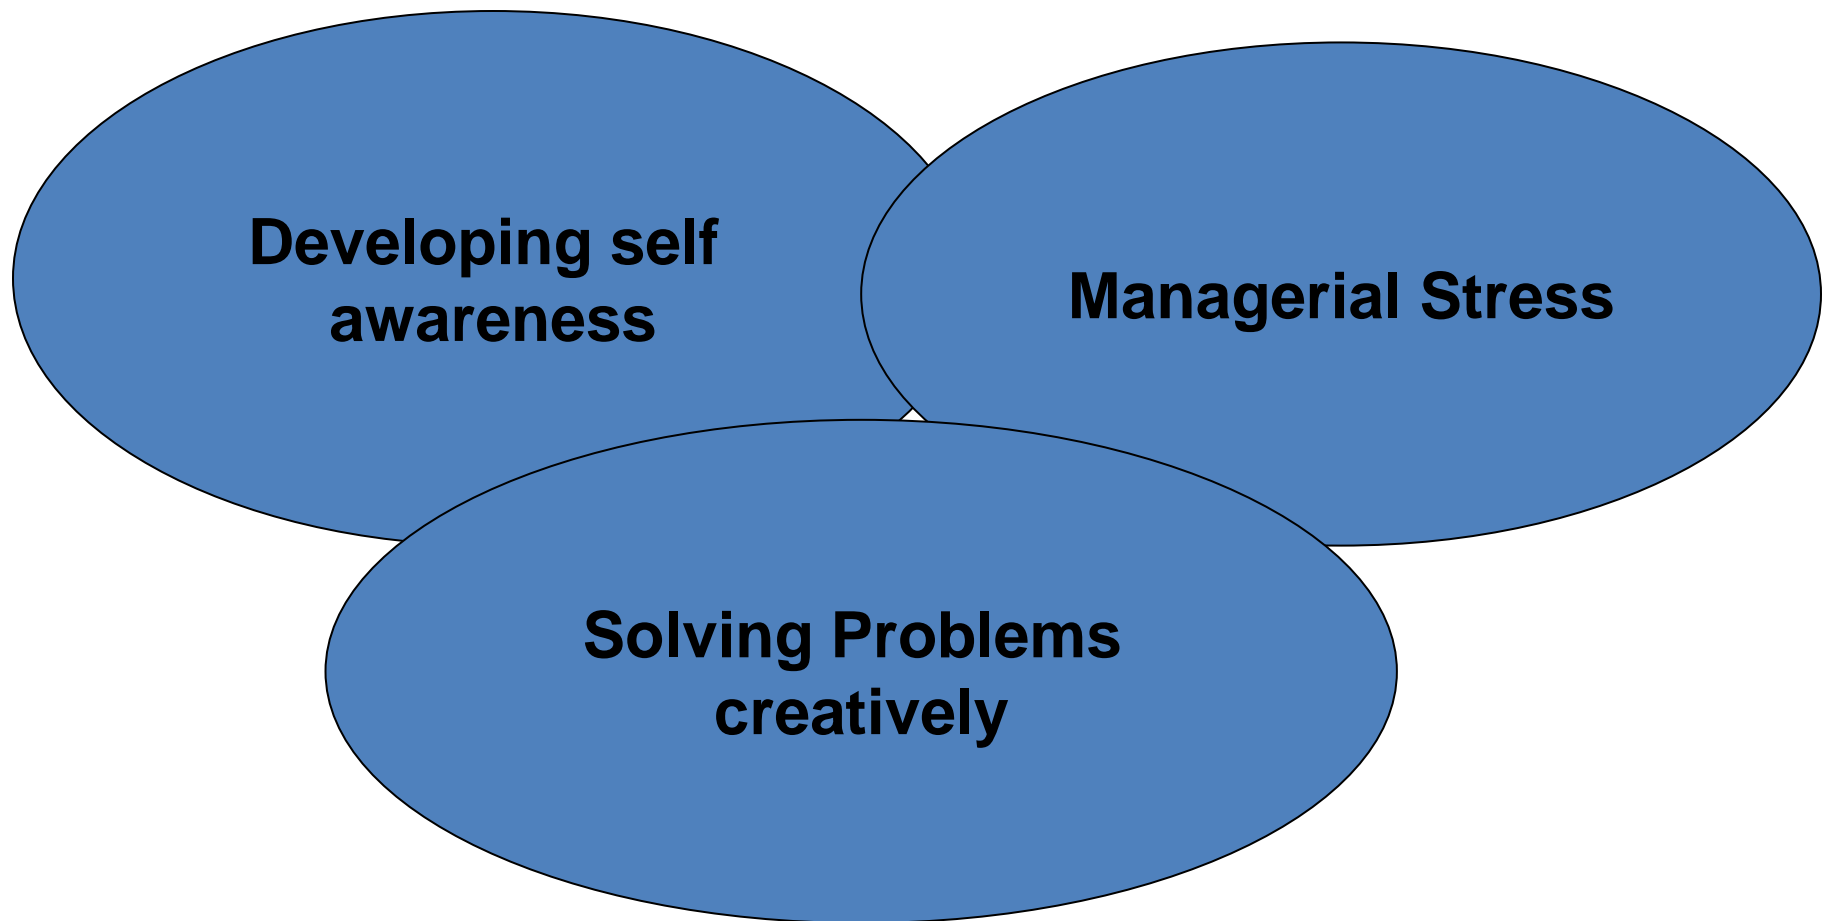 Developing self
awareness
Managerial Stress
Solving Problems
creatively